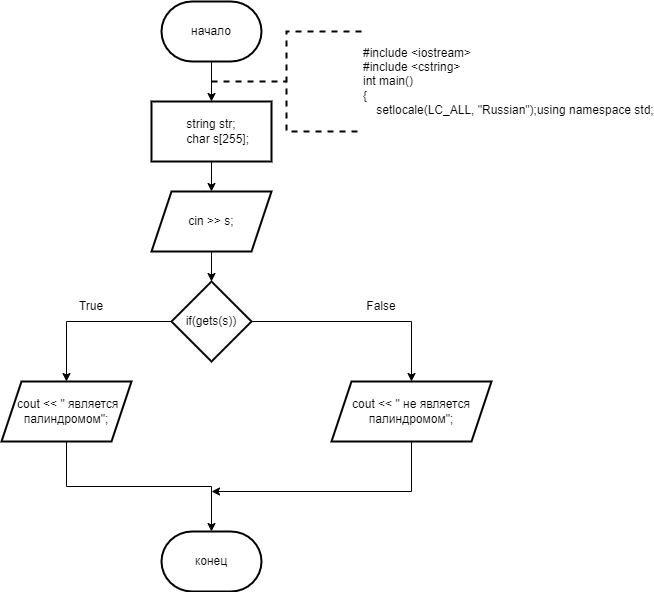 начало
#include <iostream>
#include <cstring>
int main()
{
setlocale(LC_ALL, "Russian");using namespace std;
string str;
char s[255];
cin >> s;
if(gets(s))
True
False
cout << " является
палиндромом";
cout << " не является
палиндромом";
конец